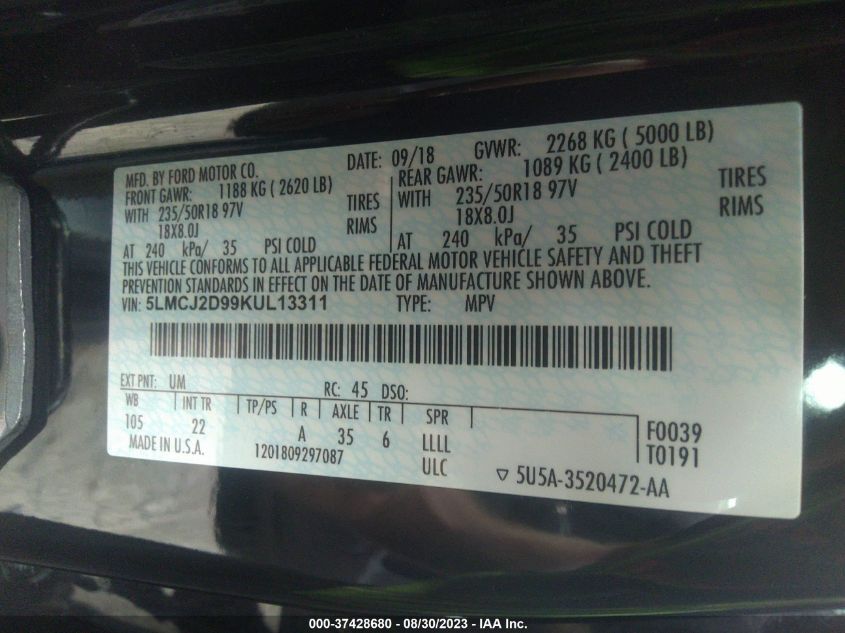 MFD. BY FORD MOTOR CO. DATE: 09/18 GVWR: 2268 KG ( 5000 LB)
FRONT GAWR: 1188 KG ( 2620 LB) REAR GAWR: 1089 KG ( 2400 LB)
WITH 235/50R18 97V TIRES WITH 235/50R18 97V TIRES
18X8.0J RIMS 18X8.0J RIMS
AT 240 kPa/ 35 PSI COLD AT 240 kPa/ 35 PSI COLD
THIS VEHICLE CONFORMS TO ALL APPLICABLE FEDERAL MOTOR VEHICLE SAFETY AND THEFT
PREVENTION STANDARDS IN EFFECT ON THE DATE OF MANUFACTURE SHOWN ABOVE.
VIN: 5LMCJ2D99KUL13311 TYPE: MPV
EXT PNT: UM RC: 45 DSO:
WB INT TR TP/PS R AXLE TR SPR
105 22 A 35 6 LLLL F0039
MADE IN U.S.A. 1201809297087 ULC T0191
▽ 5U5A-3520472-AA
000-37428680 - 08/30/2023 - IAA Inc.